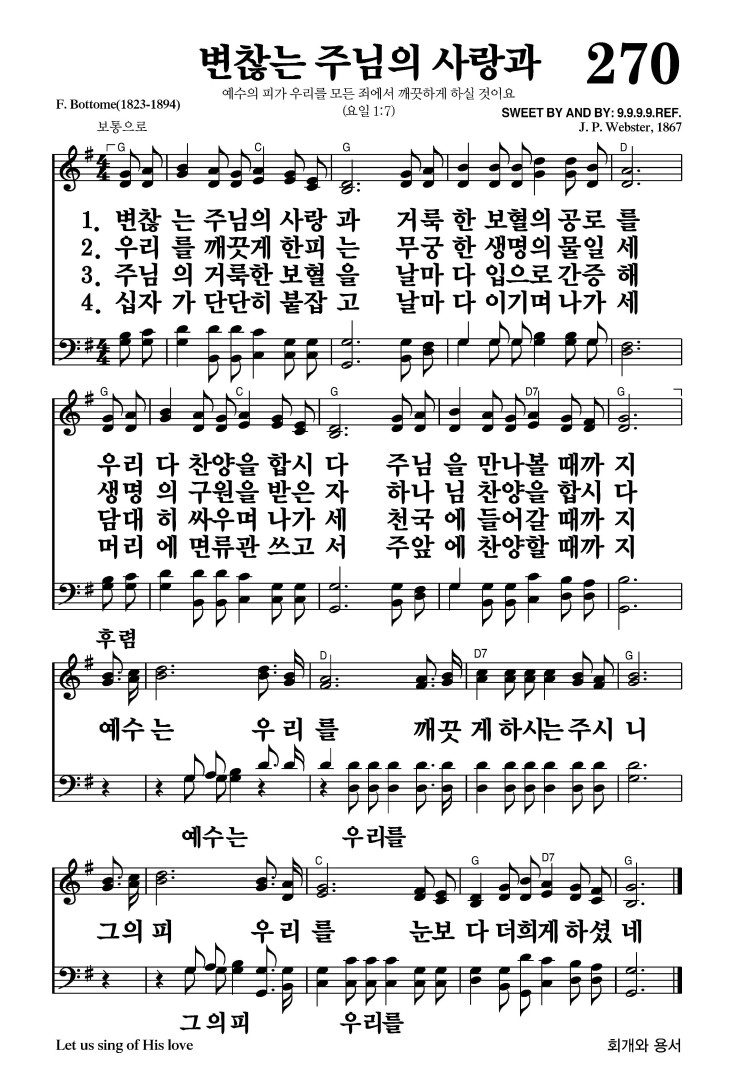 변찮는 주님의 사랑과 270
예수의 피가 우리를 모든 죄에서 깨끗하게 하실 것이요
F. Bottome(1823-1894) (요일 1:7) SWEET BY AND BY: 9.9.9.9.REF.
보통으로 J. P. Webster, 1867
G C G D
1. 변찮 는 주님의 사랑 과 거룩 한 보혈의 공로 를
2. 우리 를 깨끗게 한피 는 무궁 한 생명의 물일 세
3. 주님 의 거룩한 보혈 을 날마 다 입으로 간증 해
4. 십자 가 단단히 붙잡 고 날마 다 이기며 나가 세
G C G D7 G
우리 다 찬양을 합시 다 주님 을 만나볼 때까 지
생명 의 구원을 받은 자 하나 님 찬양을 합시 다
담대 히 싸우며 나가 세 천국 에 들어갈 때까 지
머리 에 면류관 쓰고 서 주앞 에 찬양할 때까 지
후렴
D D7 G
예수 는 우 리 를 깨끗 게 하시는 주시 니
예수는 우리를
C G D7 G
그의 피 우 리 를 눈보 다 더희게 하셨 네
그의피 우리를
Let us sing of His love 회개와 용서